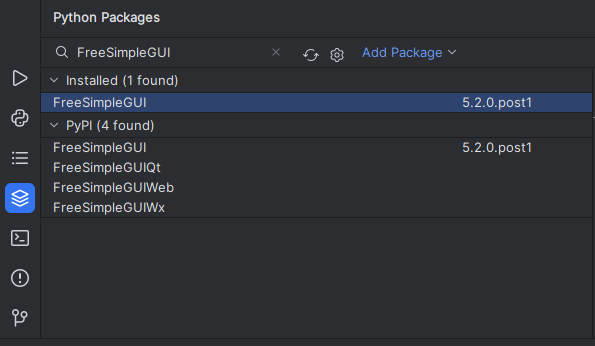 Python Packages
FreeSimpleGUI
Add Package
Installed (1 found)
FreeSimpleGUI 5.2.0.post1
PyPI (4 found)
FreeSimpleGUI 5.2.0.post1
FreeSimpleGUIQt
FreeSimpleGUIWeb
FreeSimpleGUIWx